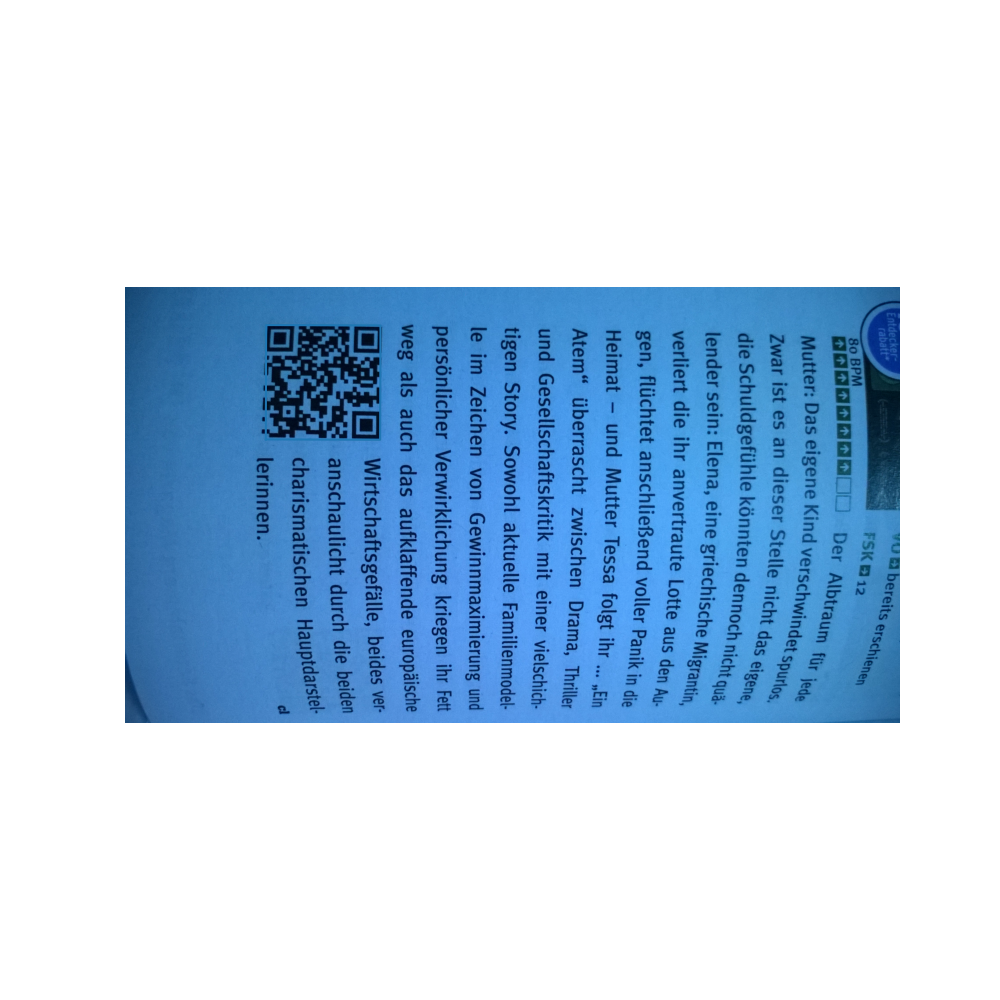 Entdecker-
rabatt*
bereits erschienen
FSK 12
80 BPM
Der Albtraum für jede
Mutter: Das eigene Kind verschwindet spurlos.
Zwar ist es an dieser Stelle nicht das eigene,
die Schuldgefühle könnten dennoch nicht quä-
lender sein: Elena, eine griechische Migrantin,
verliert die ihr anvertraute Lotte aus den Au-
gen, flüchtet anschließend voller Panik in die
Heimat – und Mutter Tessa folgt ihr ... „Ein
Atem“ überrascht zwischen Drama, Thriller
und Gesellschaftskritik mit einer vielschich-
tigen Story. Sowohl aktuelle Familienmodel-
le im Zeichen von Gewinnmaximierung und
persönlicher Verwirklichung kriegen ihr Fett
weg als auch das aufklaffende europäische
Wirtschaftsgefälle, beides ver-
anschaulicht durch die beiden
charismatischen Hauptdarstel-
lerinnen.
cl